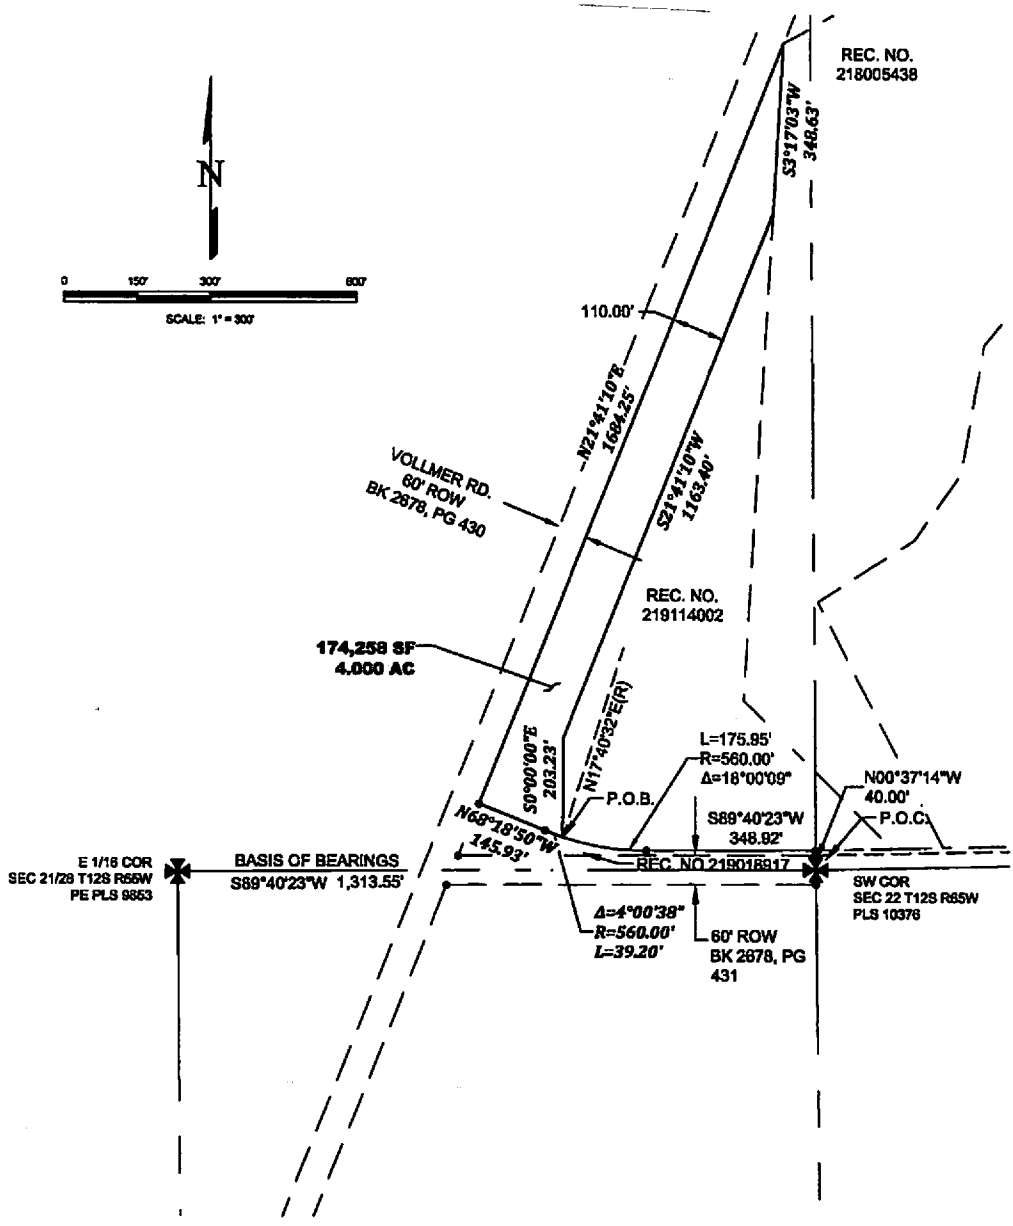 REC. NO.
218005438
S3°17'03"W
348.63'
N
0 150' 300' 600'
SCALE: 1" = 300'
110.00'
N21°41'10"E
1684.25'
S21°41'10"W
1163.40'
VOLLMER RD.
60' ROW
BK 2678, PG 430
REC. NO.
219114002
174,258 SF
4.000 AC
S0°00'00"E
203.23'
N17°40'32"E(R)
L=175.95'
R=560.00'
Δ=18°00'09"
P.O.B.
N00°37'14"W
40.00'
P.O.C.
S89°40'23"W
348.92'
N68°18'50"W
145.93'
REC. NO.219018917
E 1/16 COR
SEC 21/28 T12S R65W
PE PLS 9853
BASIS OF BEARINGS
S89°40'23"W 1,313.55'
SW COR
SEC 22 T12S R65W
PLS 10376
Δ=4°00'38"
R=560.00'
L=39.20'
60' ROW
BK 2678, PG
431